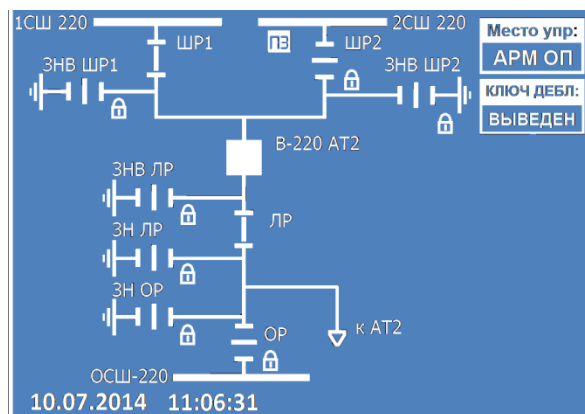 1СШ 220
2СШ 220
Место упр:
АРМ ОП
КЛЮЧ ДЕБЛ:
ВЫВЕДЕН
ШР1
ПЗ
ШР2
ЗНВ ШР1
ЗНВ ШР2
В-220 АТ2
ЗНВ ЛР
ЛР
ЗН ЛР
ЗН ОР
ОР
к АТ2
ОСШ-220
10.07.2014 11:06:31